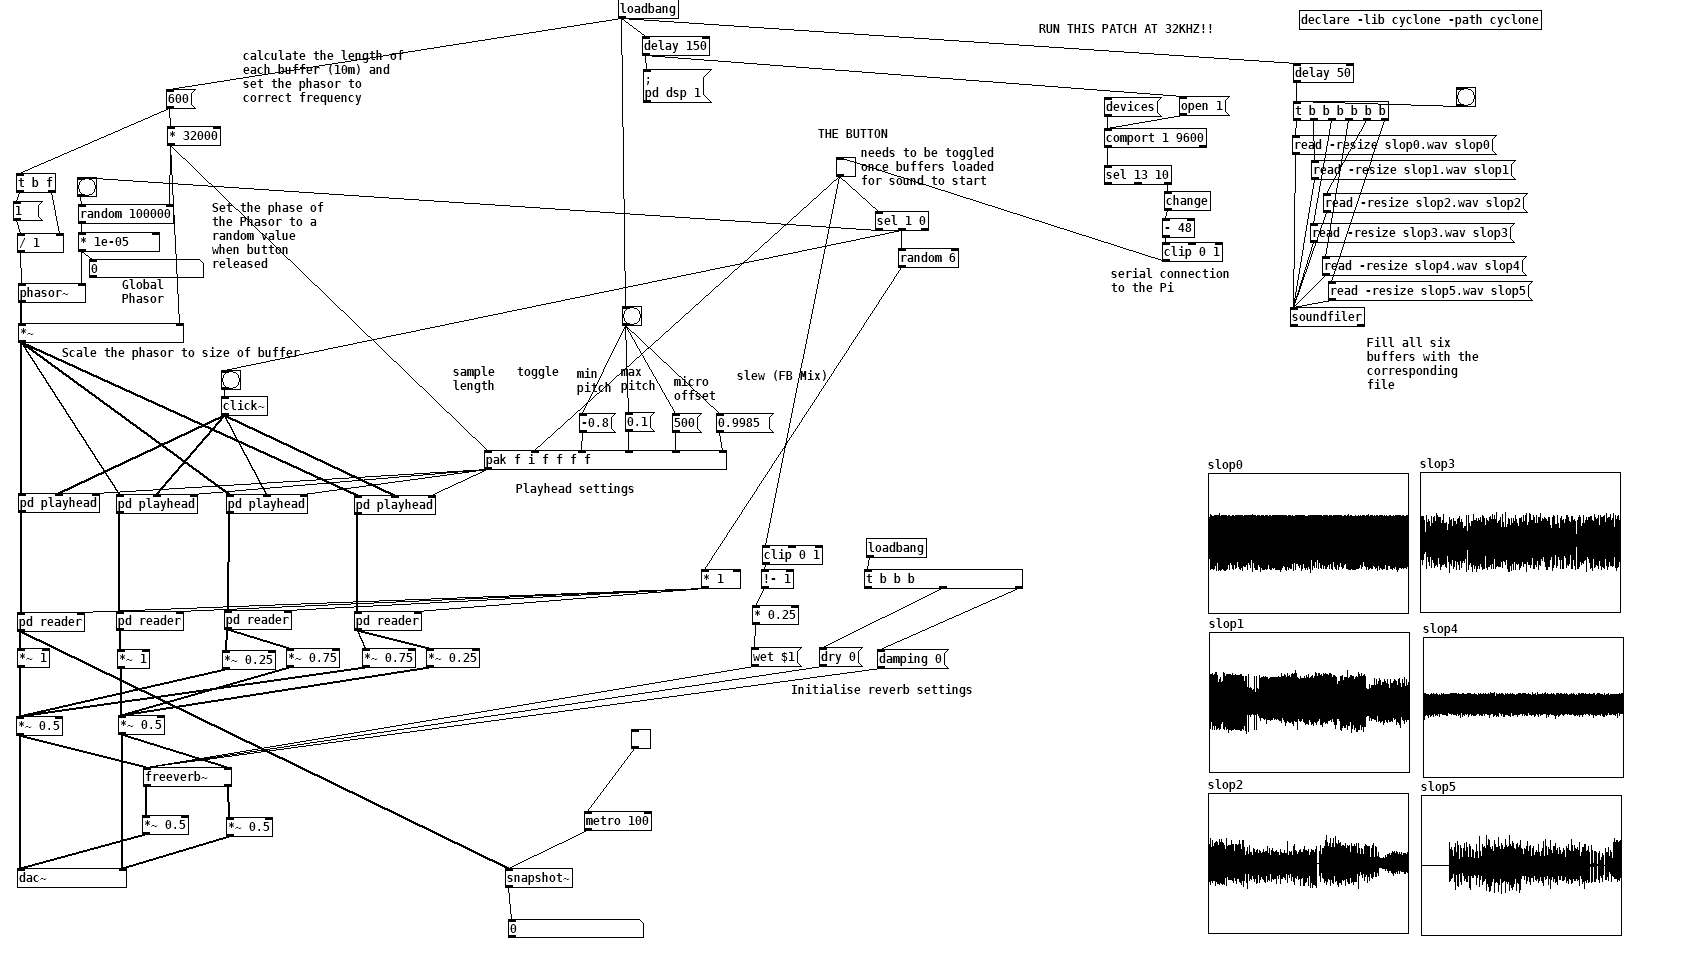 loadbang
declare -lib cyclone -path cyclone
RUN THIS PATCH AT 32KHZ!!
delay 150
calculate the length of
each buffer (10m) and
set the phasor to
correct frequency
;
pd dsp 1
delay 50
600
devices
open 1
t b b b b b b
* 32000
THE BUTTON
comport 1 9600
read -resize slop0.wav slop0
needs to be toggled
once buffers loaded
for sound to start
read -resize slop1.wav slop1
sel 13 10
t b f
change
read -resize slop2.wav slop2
1
random 100000
Set the phase of
the Phasor to a
random value
when button
released
sel 1 0
- 48
read -resize slop3.wav slop3
/ 1
* 1e-05
clip 0 1
random 6
0
serial connection
to the Pi
read -resize slop4.wav slop4
phasor~
Global
Phasor
read -resize slop5.wav slop5
soundfiler
*~
Fill all six
buffers with the
corresponding
file
Scale the phasor to size of buffer
sample
length
toggle
min
pitch
max
pitch
micro
offset
slew (FB Mix)
click~
-0.8
0.1
500
0.9985
pak f i f f f f
Playhead settings
slop0
slop3
pd playhead
pd playhead
pd playhead
pd playhead
clip 0 1
loadbang
* 1
!- 1
t b b b
pd reader
pd reader
pd reader
pd reader
* 0.25
slop1
slop4
*~ 1
*~ 1
*~ 0.25
*~ 0.75
*~ 0.75
*~ 0.25
wet $1
dry 0
damping 0
Initialise reverb settings
*~ 0.5
*~ 0.5
freeverb~
slop2
slop5
*~ 0.5
*~ 0.5
metro 100
dac~
snapshot~
0